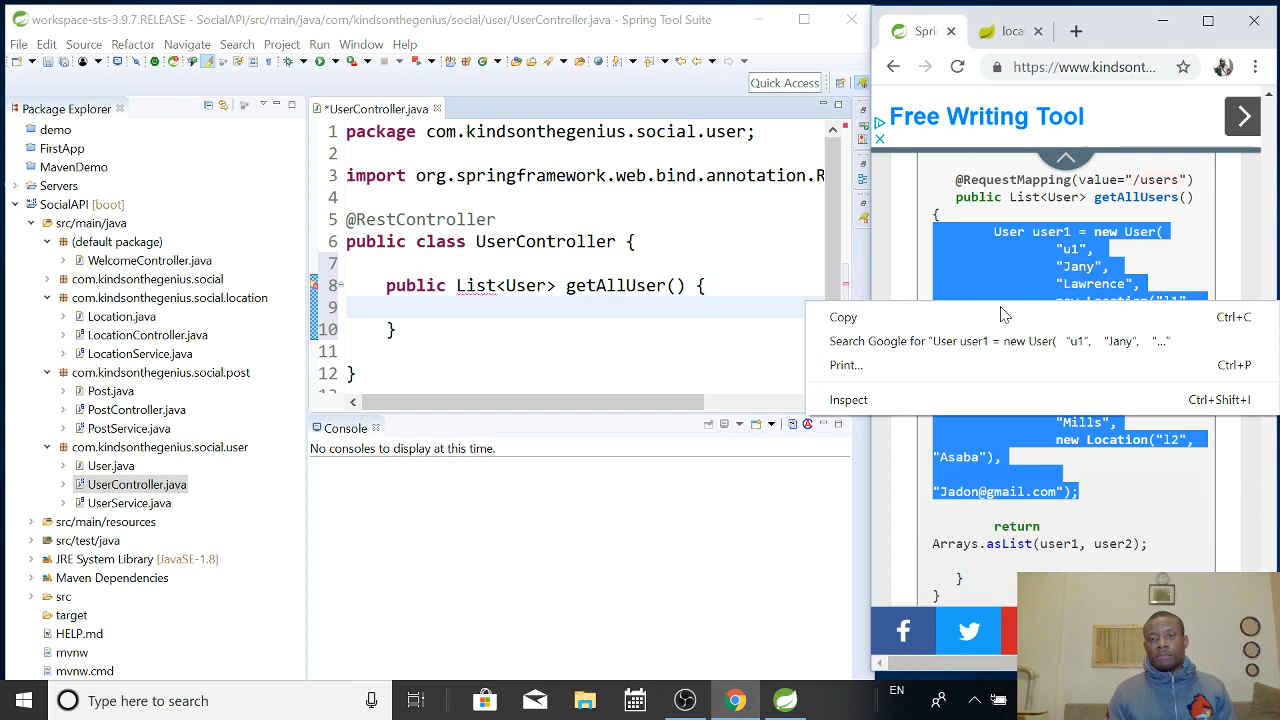 workspace-sts-3.9.7.RELEASE - SocialAPI/src/main/java/com/kindsonthegenius/social/user/UserController.java - Spring Tool Suite
File Edit Source Refactor Navigate Search Project Run Window Help
Quick Access
Package Explorer
demo
FirstApp
MavenDemo
Servers
SocialAPI [boot]
src/main/java
(default package)
WelcomeController.java
com.kindsonthegenius.social
com.kindsonthegenius.social.location
Location.java
LocationController.java
LocationService.java
com.kindsonthegenius.social.post
Post.java
PostController.java
PostService.java
com.kindsonthegenius.social.user
User.java
UserController.java
UserService.java
src/main/resources
src/test/java
JRE System Library [JavaSE-1.8]
Maven Dependencies
src
target
HELP.md
mvnw
mvnw.cmd
*UserController.java
1 package com.kindsonthegenius.social.user;
2
3 import org.springframework.web.bind.annotation.R
4
5 @RestController
6 public class UserController {
7
8 public List<User> getAllUser() {
9
10 }
11
12 }
Console
No consoles to display at this time.
Spri
loca
https://www.kindsont...
Free Writing Tool
@RequestMapping(value="/users")
public List<User> getAllUsers()
{
User user1 = new User(
"u1",
"Jany",
"Lawrence",
new Location("l1",
Copy Ctrl+C
Search Google for "User user1 = new User( "u1", "Jany", "..."
Print... Ctrl+P
Inspect Ctrl+Shift+I
"Mills",
new Location("l2",
"Asaba"),
"Jadon@gmail.com");
return
Arrays.asList(user1, user2);
}
}
Type here to search
EN